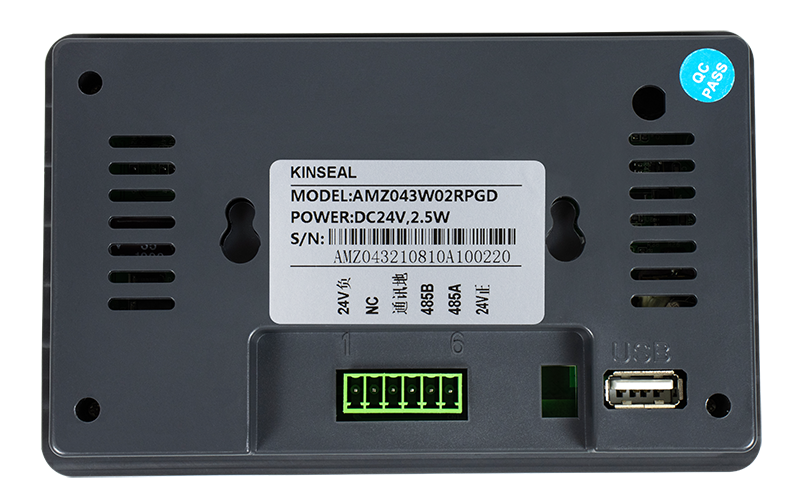 QC
PASS
KINSEAL
MODEL:AMZ043W02RPGD
POWER:DC24V,2.5W
S/N:
AMZ043210810A100220
24V负
NC
通讯地
485B
485A
24V正
1 6
USB